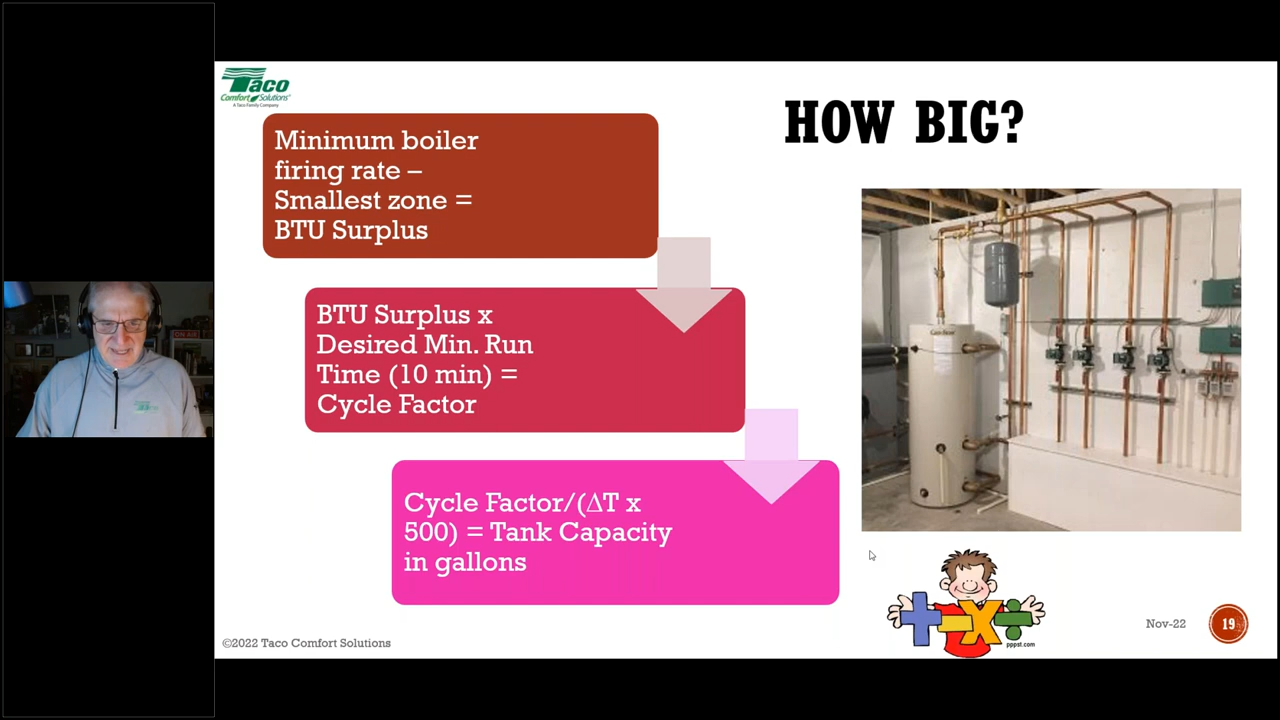 Taco
Comfort Solutions
A Taco Family Company
HOW BIG?
Minimum boiler
firing rate –
Smallest zone =
BTU Surplus
BTU Surplus x
Desired Min. Run
Time (10 min) =
Cycle Factor
Cycle Factor/(ΔT x
500) = Tank Capacity
in gallons
ON AIR
pppst.com
©2022 Taco Comfort Solutions
Nov-22
19